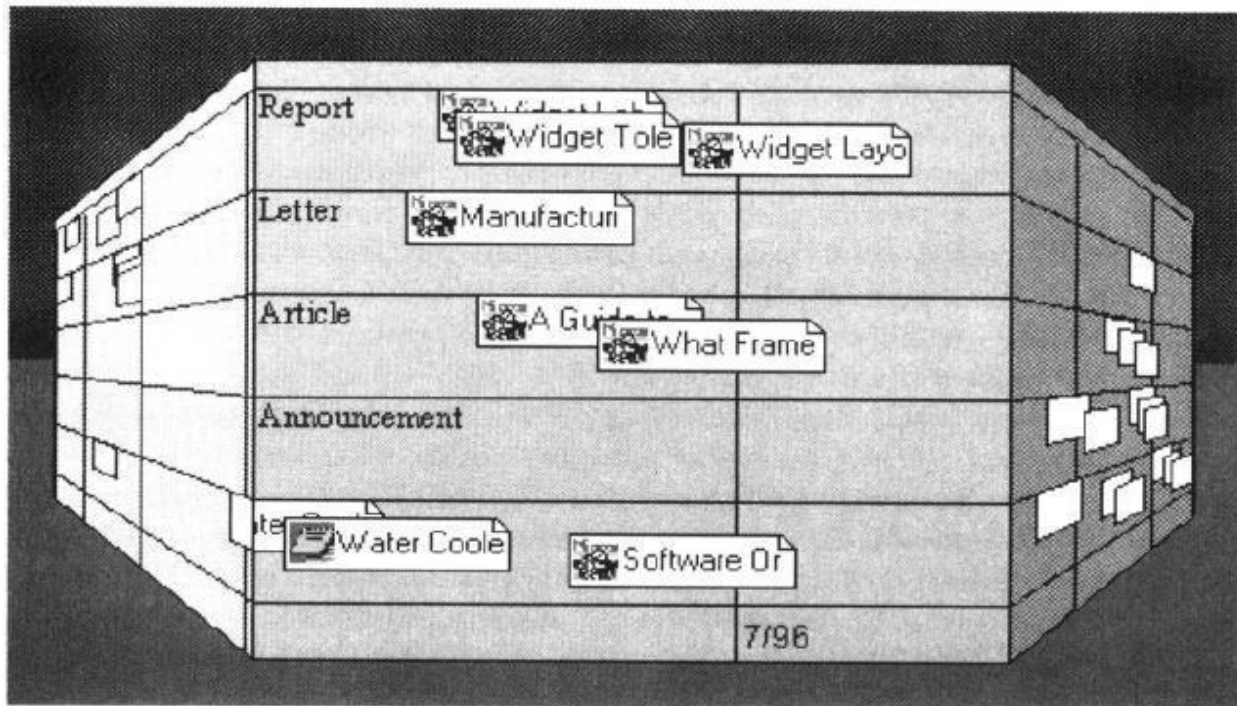 Report
Widget Tole
Widget Layo
Letter
Manufacturi
Article
A Guide to
What Frame
Announcement
Water Coole
Software Or
7/96